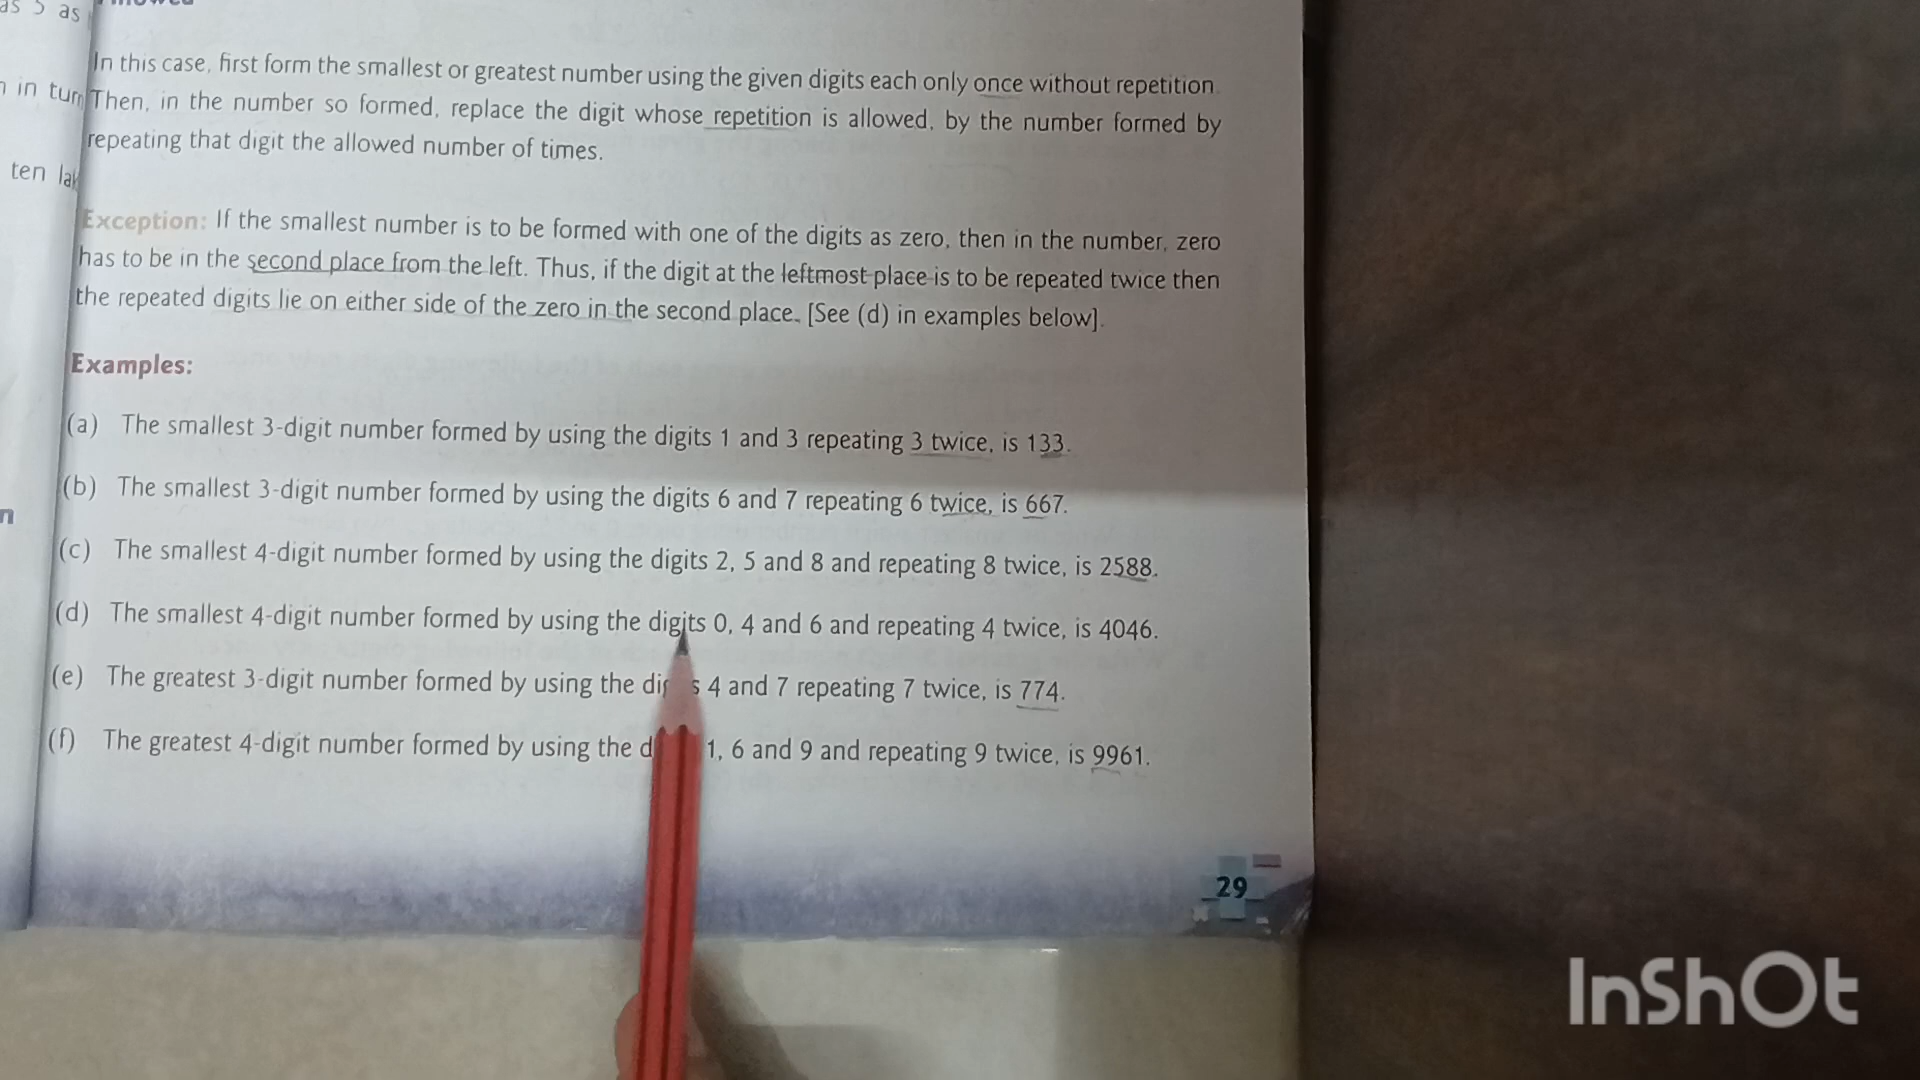 as 5 as
In this case, first form the smallest or greatest number using the given digits each only once without repetition.
in turn
Then, in the number so formed, replace the digit whose repetition is allowed, by the number formed by
repeating that digit the allowed number of times.
ten
Exception: If the smallest number is to be formed with one of the digits as zero, then in the number, zero
has to be in the second place from the left. Thus, if the digit at the leftmost place is to be repeated twice then
the repeated digits lie on either side of the zero in the second place. [See (d) in examples below].
Examples:
(a) The smallest 3-digit number formed by using the digits 1 and 3 repeating 3 twice, is 133.
(b) The smallest 3-digit number formed by using the digits 6 and 7 repeating 6 twice, is 667.
(c) The smallest 4-digit number formed by using the digits 2, 5 and 8 and repeating 8 twice, is 2588.
(d) The smallest 4-digit number formed by using the digits 0, 4 and 6 and repeating 4 twice, is 4046.
(e) The greatest 3-digit number formed by using the 4 and 7 repeating 7 twice, is 774.
(f) The greatest 4-digit number formed by using the 1, 6 and 9 and repeating 9 twice, is 9961.
29
InShOt